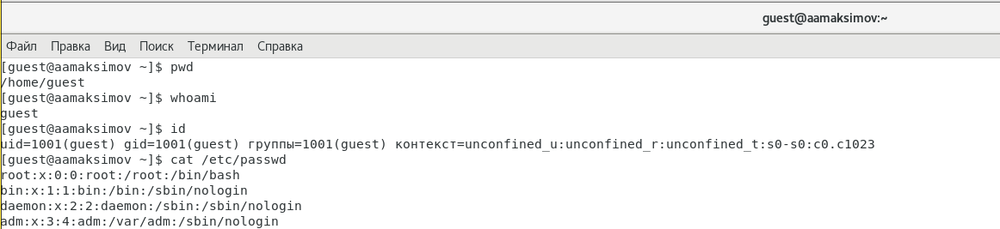 guest@aamaksimov:~
Файл Правка Вид Поиск Терминал Справка
[guest@aamaksimov ~]$ pwd
/home/guest
[guest@aamaksimov ~]$ whoami
guest
[guest@aamaksimov ~]$ id
uid=1001(guest) gid=1001(guest) группы=1001(guest) контекст=unconfined_u:unconfined_r:unconfined_t:s0-s0:c0.c1023
[guest@aamaksimov ~]$ cat /etc/passwd
root:x:0:0:root:/root:/bin/bash
bin:x:1:1:bin:/bin:/sbin/nologin
daemon:x:2:2:daemon:/sbin:/sbin/nologin
adm:x:3:4:adm:/var/adm:/sbin/nologin